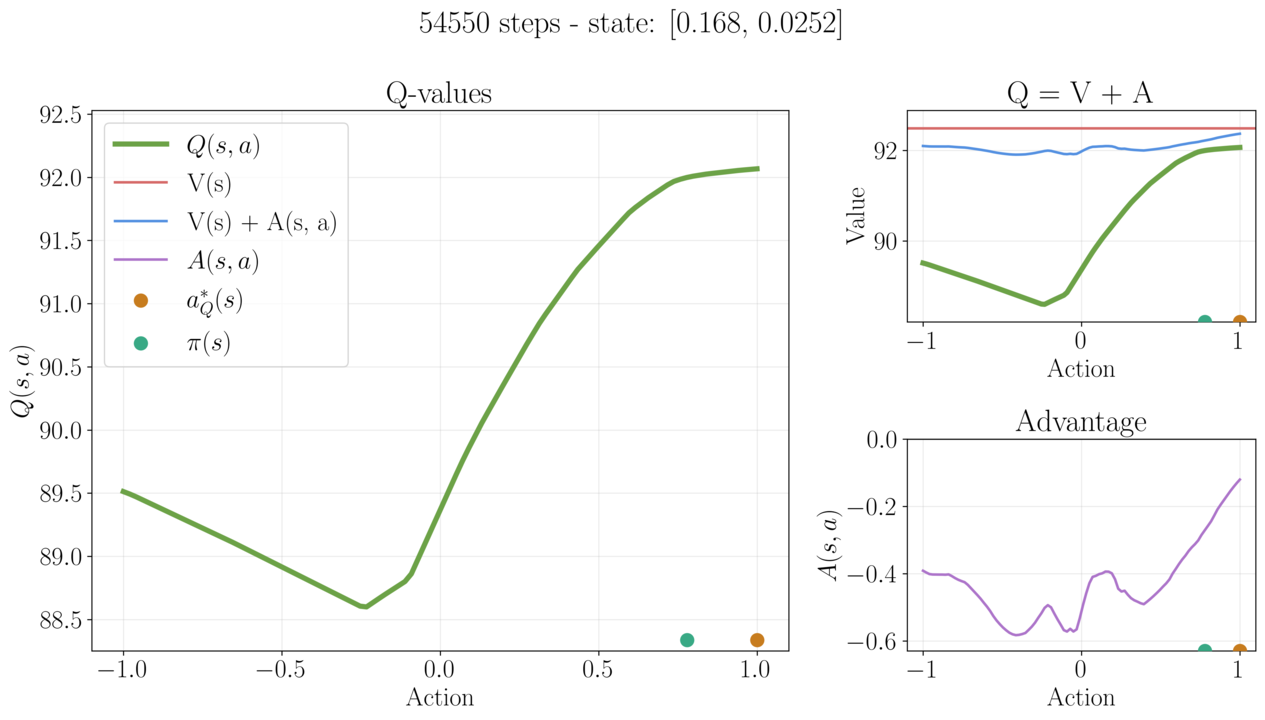 54550 steps - state: [0.168, 0.0252]
Q-values
92.5
92.0
91.5
91.0
90.5
90.0
89.5
89.0
88.5
Q(s, a)
−1.0
−0.5
0.0
0.5
1.0
Action
Q(s, a)
V(s)
V(s) + A(s, a)
A(s, a)
a*_Q(s)
π(s)
Q = V + A
92
90
Value
−1
0
1
Action
Advantage
0.0
−0.2
−0.4
−0.6
A(s, a)
−1
0
1
Action